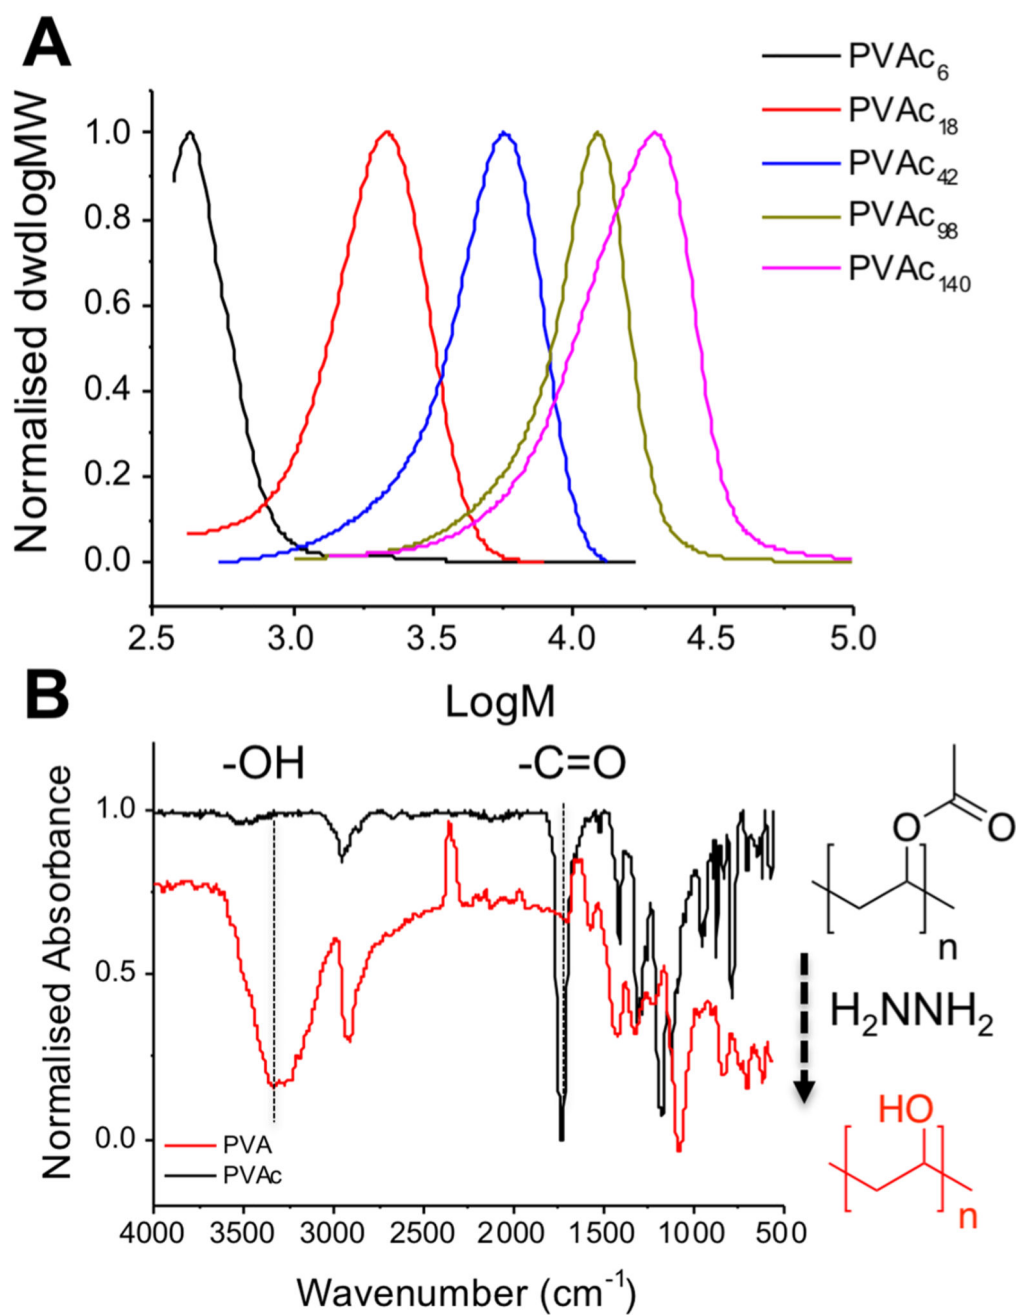 A
PVAc6
PVAc18
PVAc42
PVAc98
PVAc140
Normalised dwdlogMW
1.0
0.8
0.6
0.4
0.2
0.0
2.5 3.0 3.5 4.0 4.5 5.0
LogM
B
-OH -C=O
Normalised Absorbance
1.0
0.5
0.0
PVA
PVAc
4000 3500 3000 2500 2000 1500 1000 500
Wavenumber (cm-1)
O
O
n
H2NNH2
HO
n